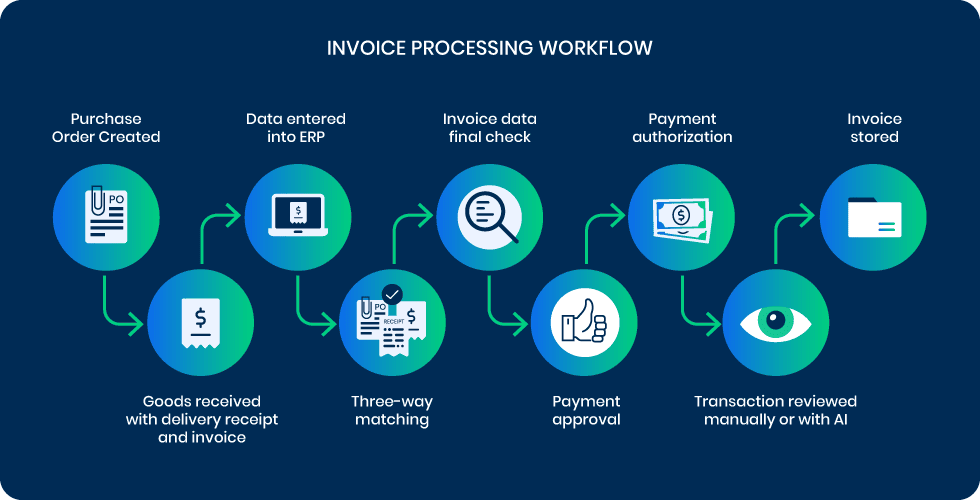 INVOICE PROCESSING WORKFLOW
Purchase
Order Created
Data entered
into ERP
Invoice data
final check
Payment
authorization
Invoice
stored
PO
$
$
$
PO
RECEIPT
$
Goods received
with delivery receipt
and invoice
Three-way
matching
Payment
approval
Transaction reviewed
manually or with AI